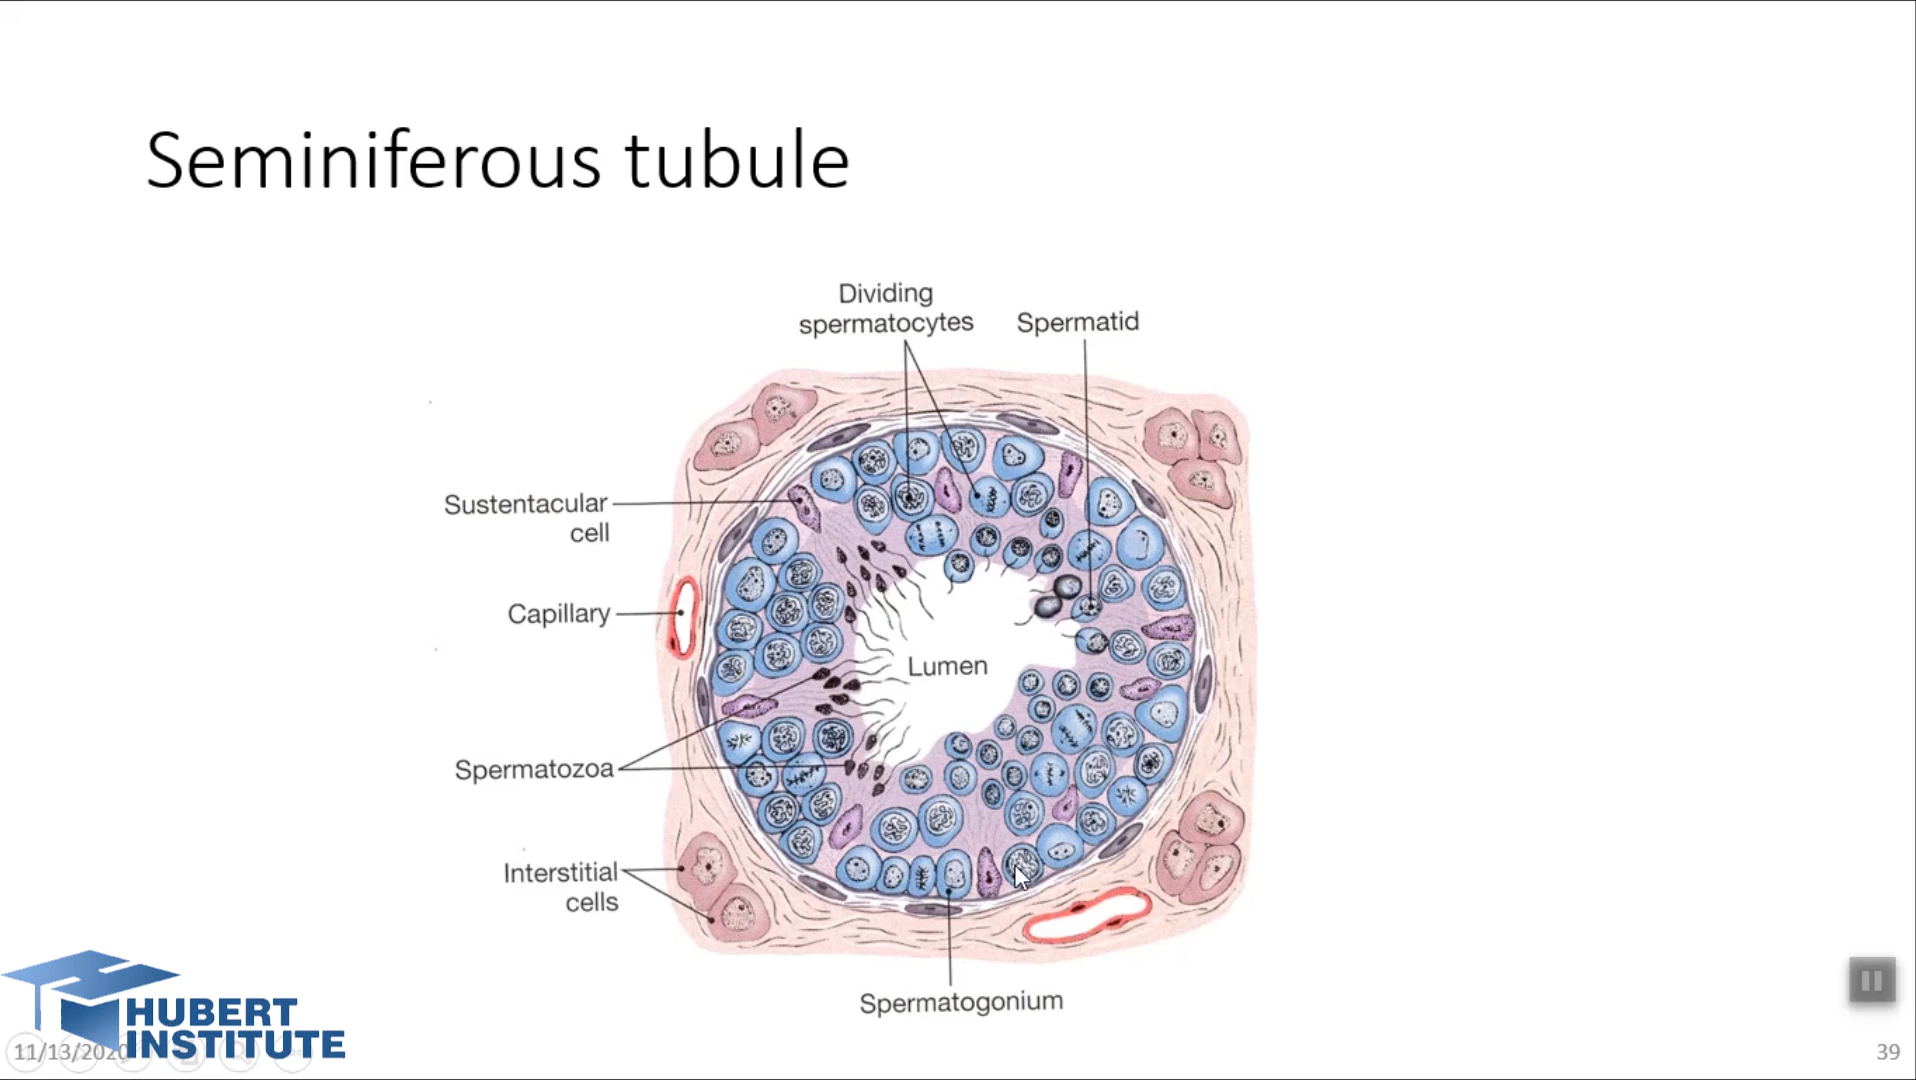 Seminiferous tubule
Dividing
spermatocytes
Spermatid
Sustentacular
cell
Capillary
Lumen
Spermatozoa
Interstitial
cells
Spermatogonium
HUBERT
INSTITUTE
11/13/2020
39